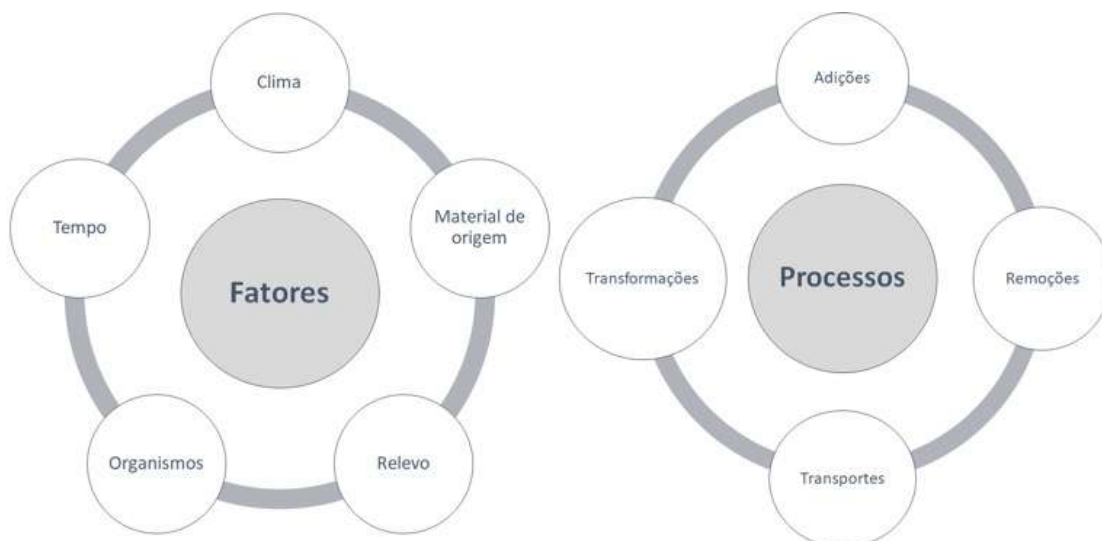 Clima
Material de
origem
Relevo
Organismos
Tempo
Fatores
Adições
Remoções
Transportes
Transformações
Processos